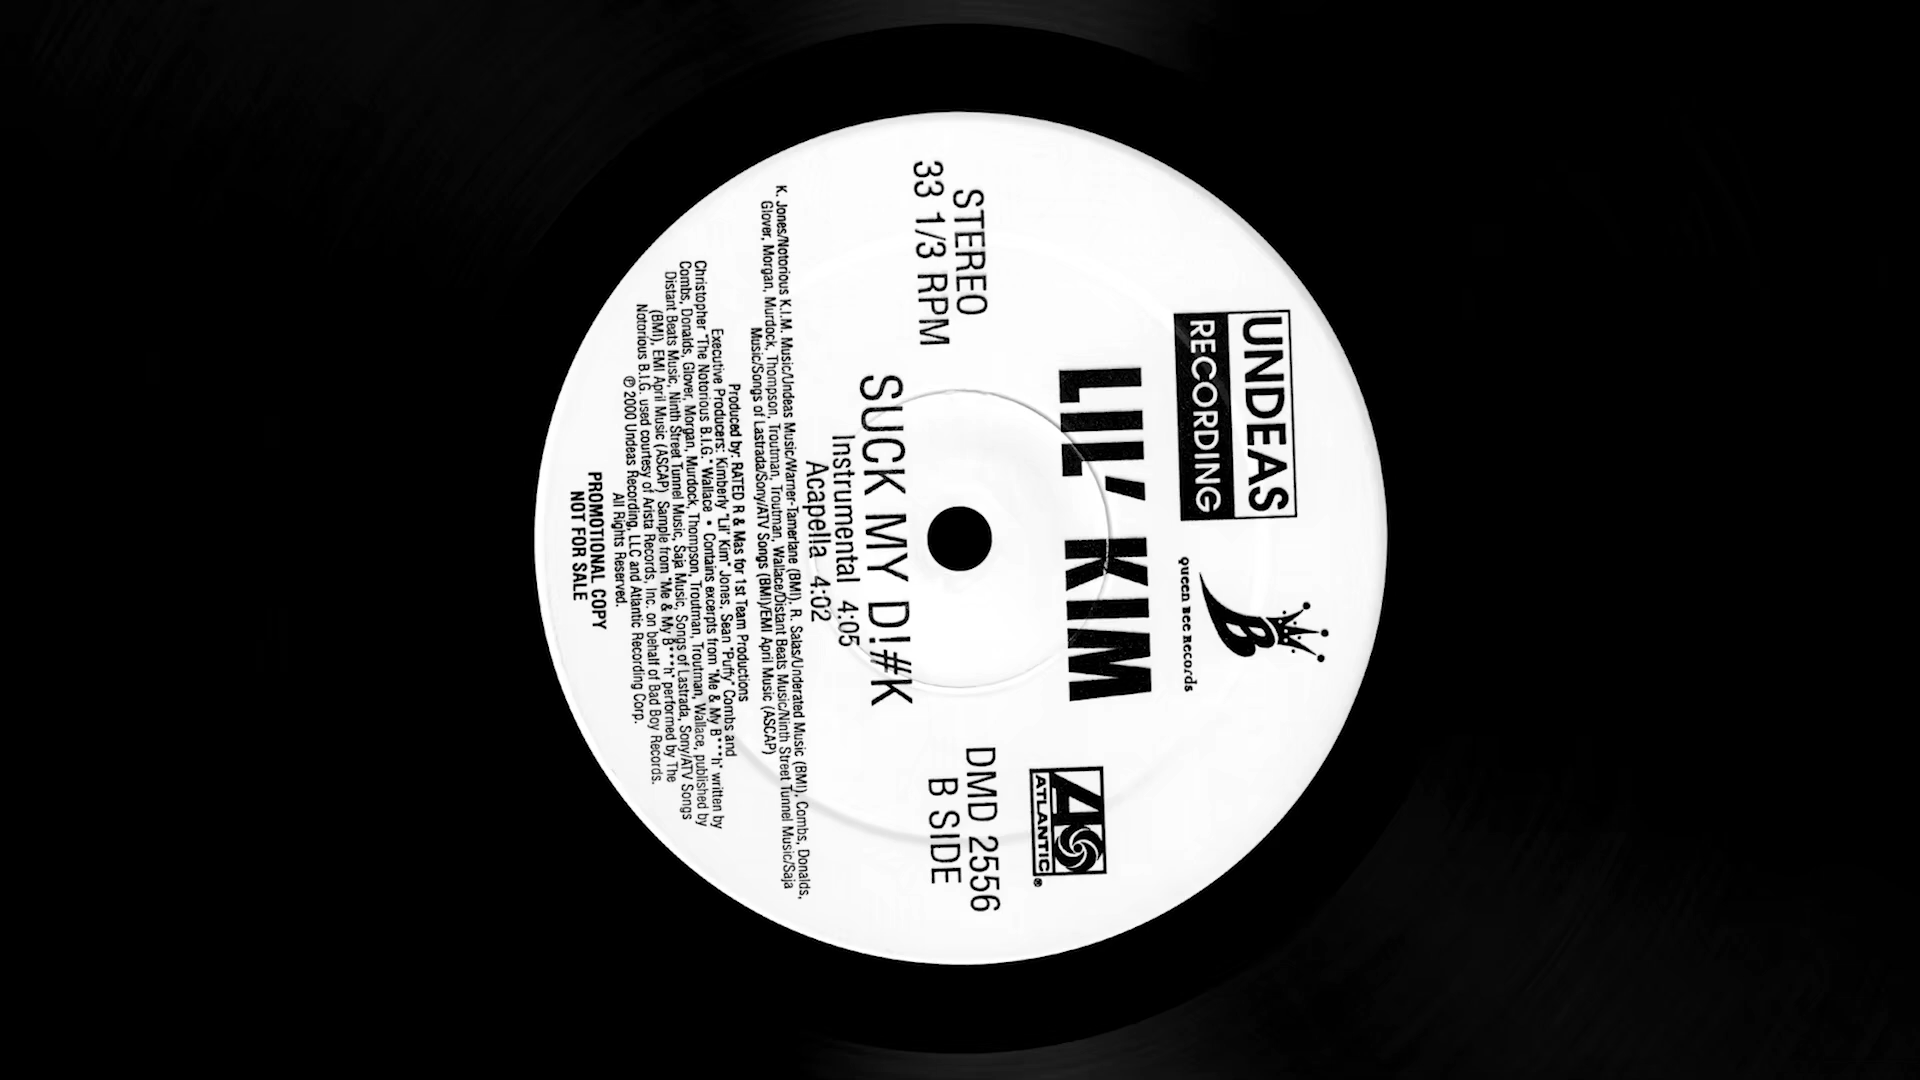 UNDEAS
RECORDING
Queen Bee Records
LIL' KIM
ATLANTIC®
STEREO
33 1/3 RPM
DMD 2556
B SIDE
SUCK MY D!#K
Instrumental 4:05
Acapella 4:02
K. Jones/Notorious K.I.M. Music/Undeas Music/Warner-Tamerlane (BMI), R. Salas/Underated Music (BMI), Combs, Donalds,
Glover, Morgan, Murdock, Thompson, Troutman, Troutman, Wallace/Distant Beats Music/Ninth Street Tunnel Music/Saja
Music/Songs of Lastrada/Sony/ATV Songs (BMI)/EMI April Music (ASCAP)
Produced by: RATED R & Mas for 1st Team Productions
Executive Producers: Kimberly "Lil' Kim" Jones, Sean "Puffy" Combs and
Christopher "The Notorious B.I.G." Wallace • Contains excerpts from "Me & My B***h" written by
Combs, Donalds, Glover, Morgan, Murdock, Thompson, Troutman, Troutman, Wallace, published by
Distant Beats Music, Ninth Street Tunnel Music, Saja Music, Songs of Lastrada, Sony/ATV Songs
(BMI), EMI April Music (ASCAP) Sample from "Me & My B***h" performed by The
Notorious B.I.G. used courtesy of Arista Records, Inc. on behalf of Bad Boy Records.
℗ 2000 Undeas Recording, LLC and Atlantic Recording Corp.
All Rights Reserved.
PROMOTIONAL COPY
NOT FOR SALE